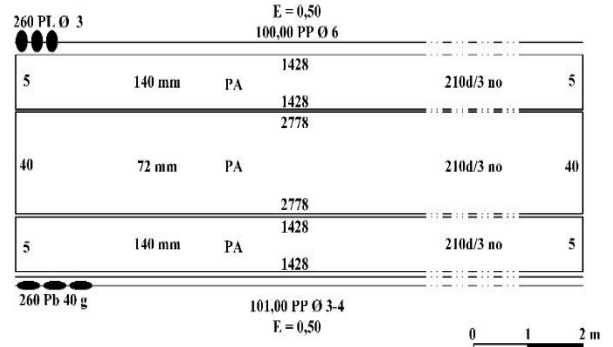 E = 0,50
260 PL Ø 3
100,00 PP Ø 6
1428
5 140 mm PA 210d/3 no 5
1428
2778
40 72 mm PA 210d/3 no 40
2778
1428
5 140 mm PA 210d/3 no 5
1428
260 Pb 40 g
101,00 PP Ø 3-4
E = 0,50
0 1 2 m